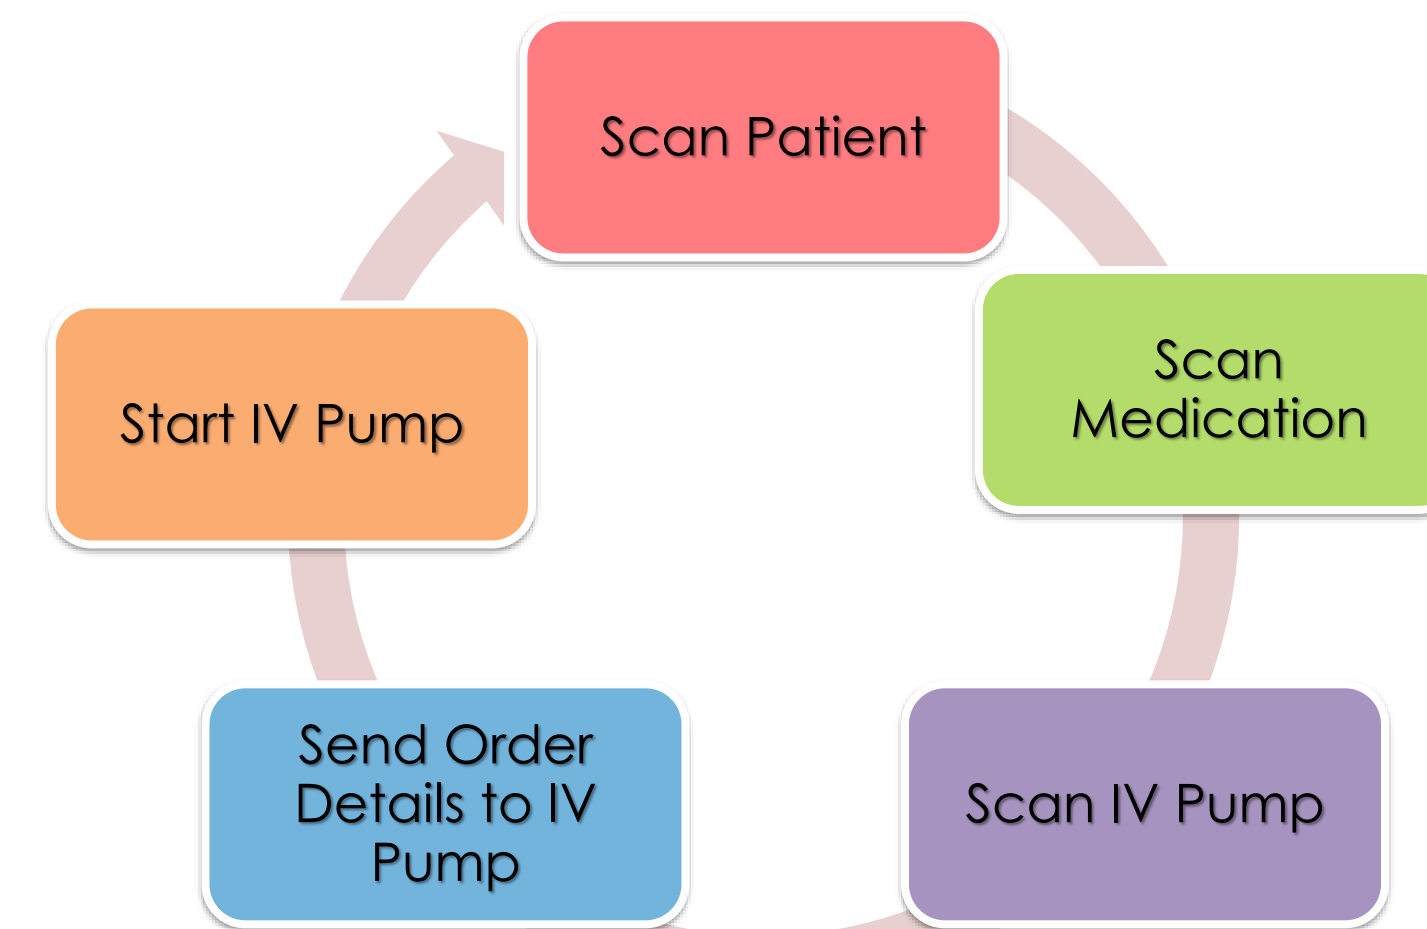 Scan Patient
Scan
Medication
Scan IV Pump
Send Order
Details to IV
Pump
Start IV Pump